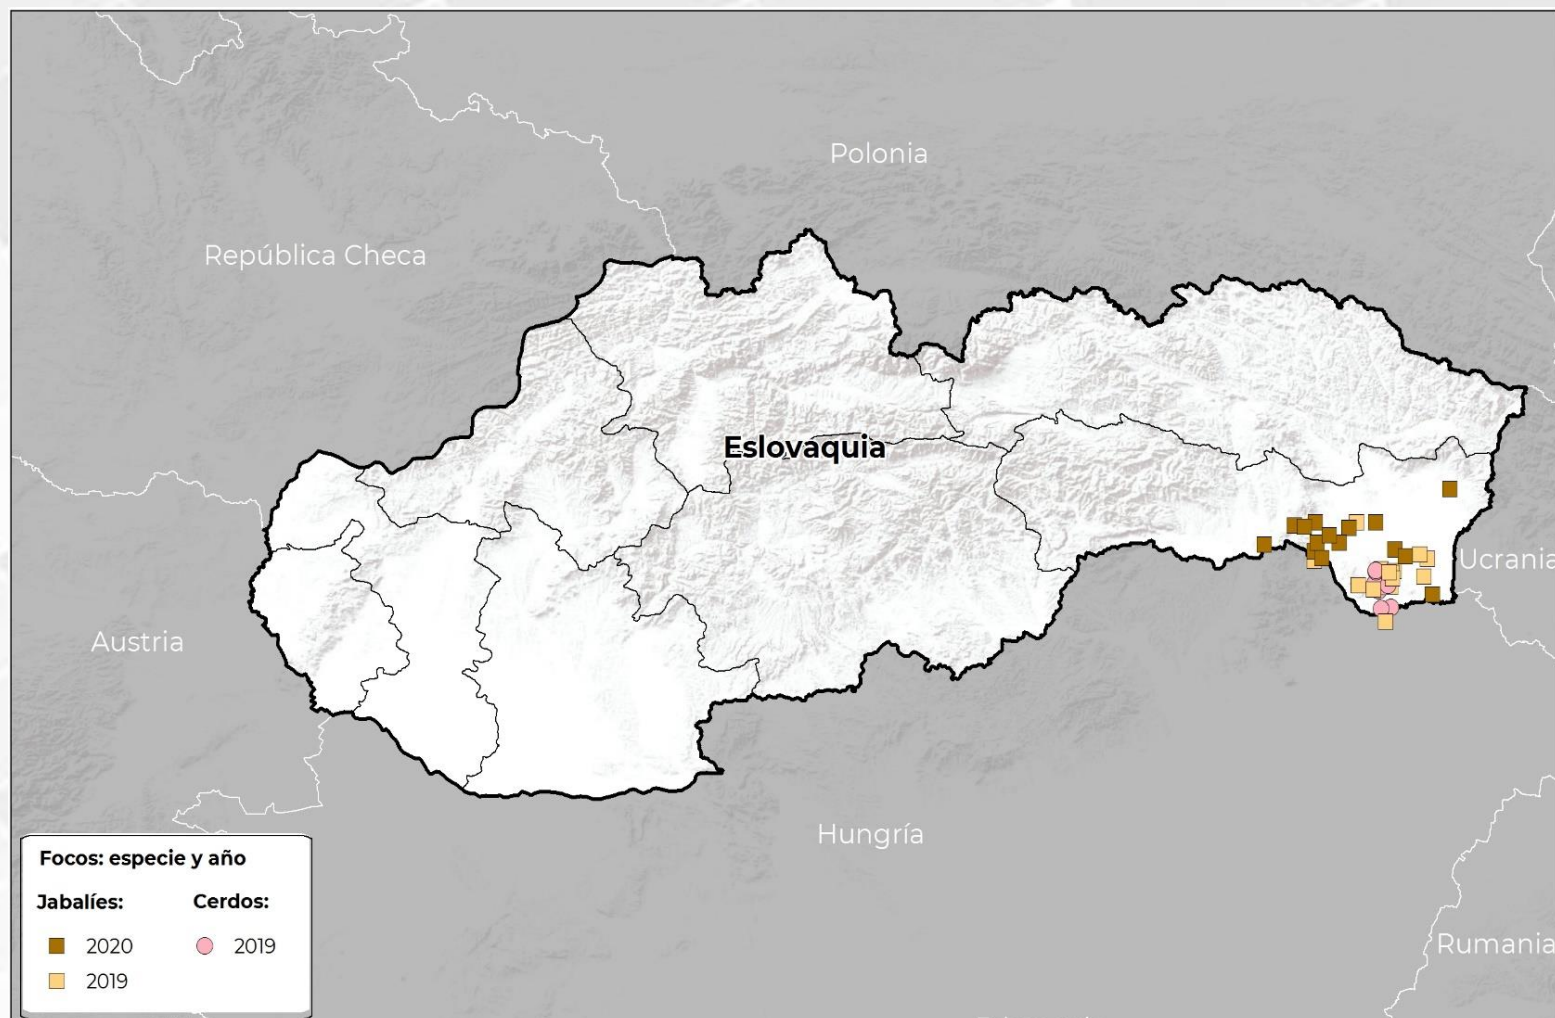 Polonia
República Checa
Eslovaquia
Ucrania
Austria
Hungría
Rumania
Focos: especie y año
Jabalíes: Cerdos:
2020 2019
2019